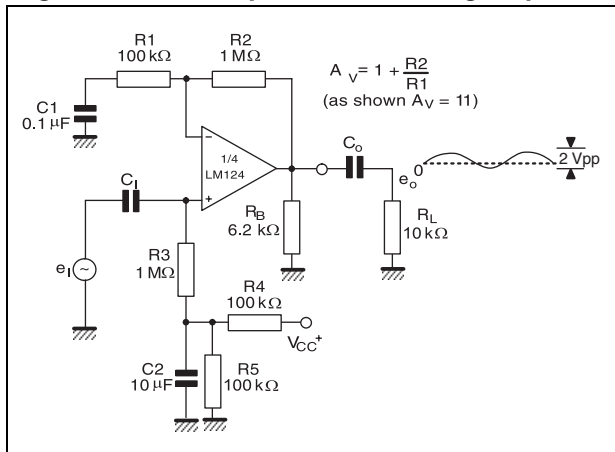 R1
100 kΩ
R2
1 MΩ
A V = 1 + R2/R1
(as shown AV = 11)
C1
0.1 µF
1/4
LM124
CI
CO
eO
0
2 Vpp
RB
6.2 kΩ
RL
10 kΩ
eI
~
R3
1 MΩ
R4
100 kΩ
VCC+
C2
10 µF
R5
100 kΩ